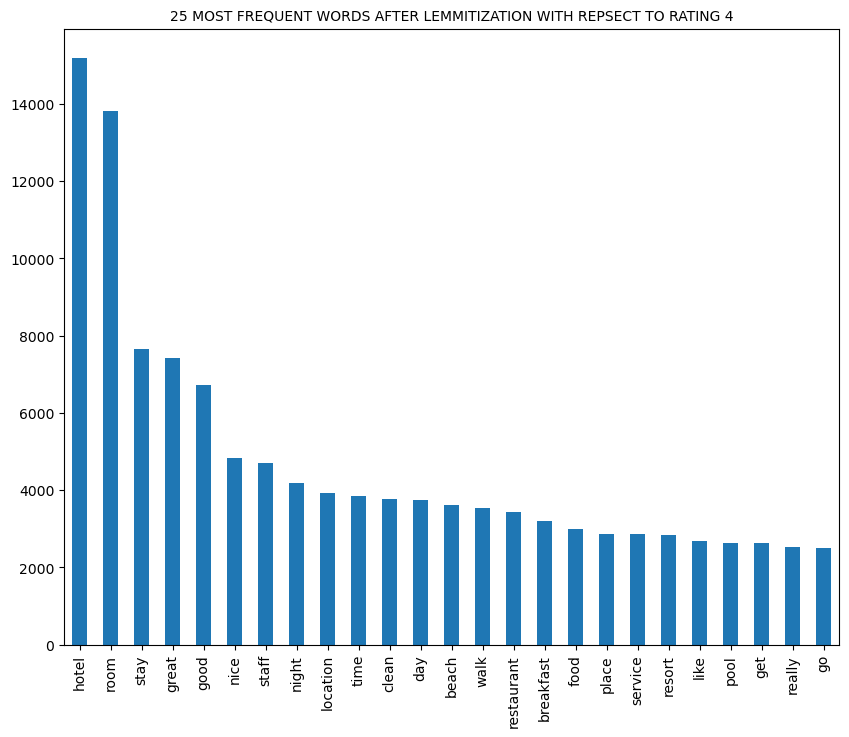 25 MOST FREQUENT WORDS AFTER LEMMITIZATION WITH REPSECT TO RATING 4
14000
12000
10000
8000
6000
4000
2000
0
hotel
room
stay
great
good
nice
staff
night
location
time
clean
day
beach
walk
restaurant
breakfast
food
place
service
resort
like
pool
get
really
go